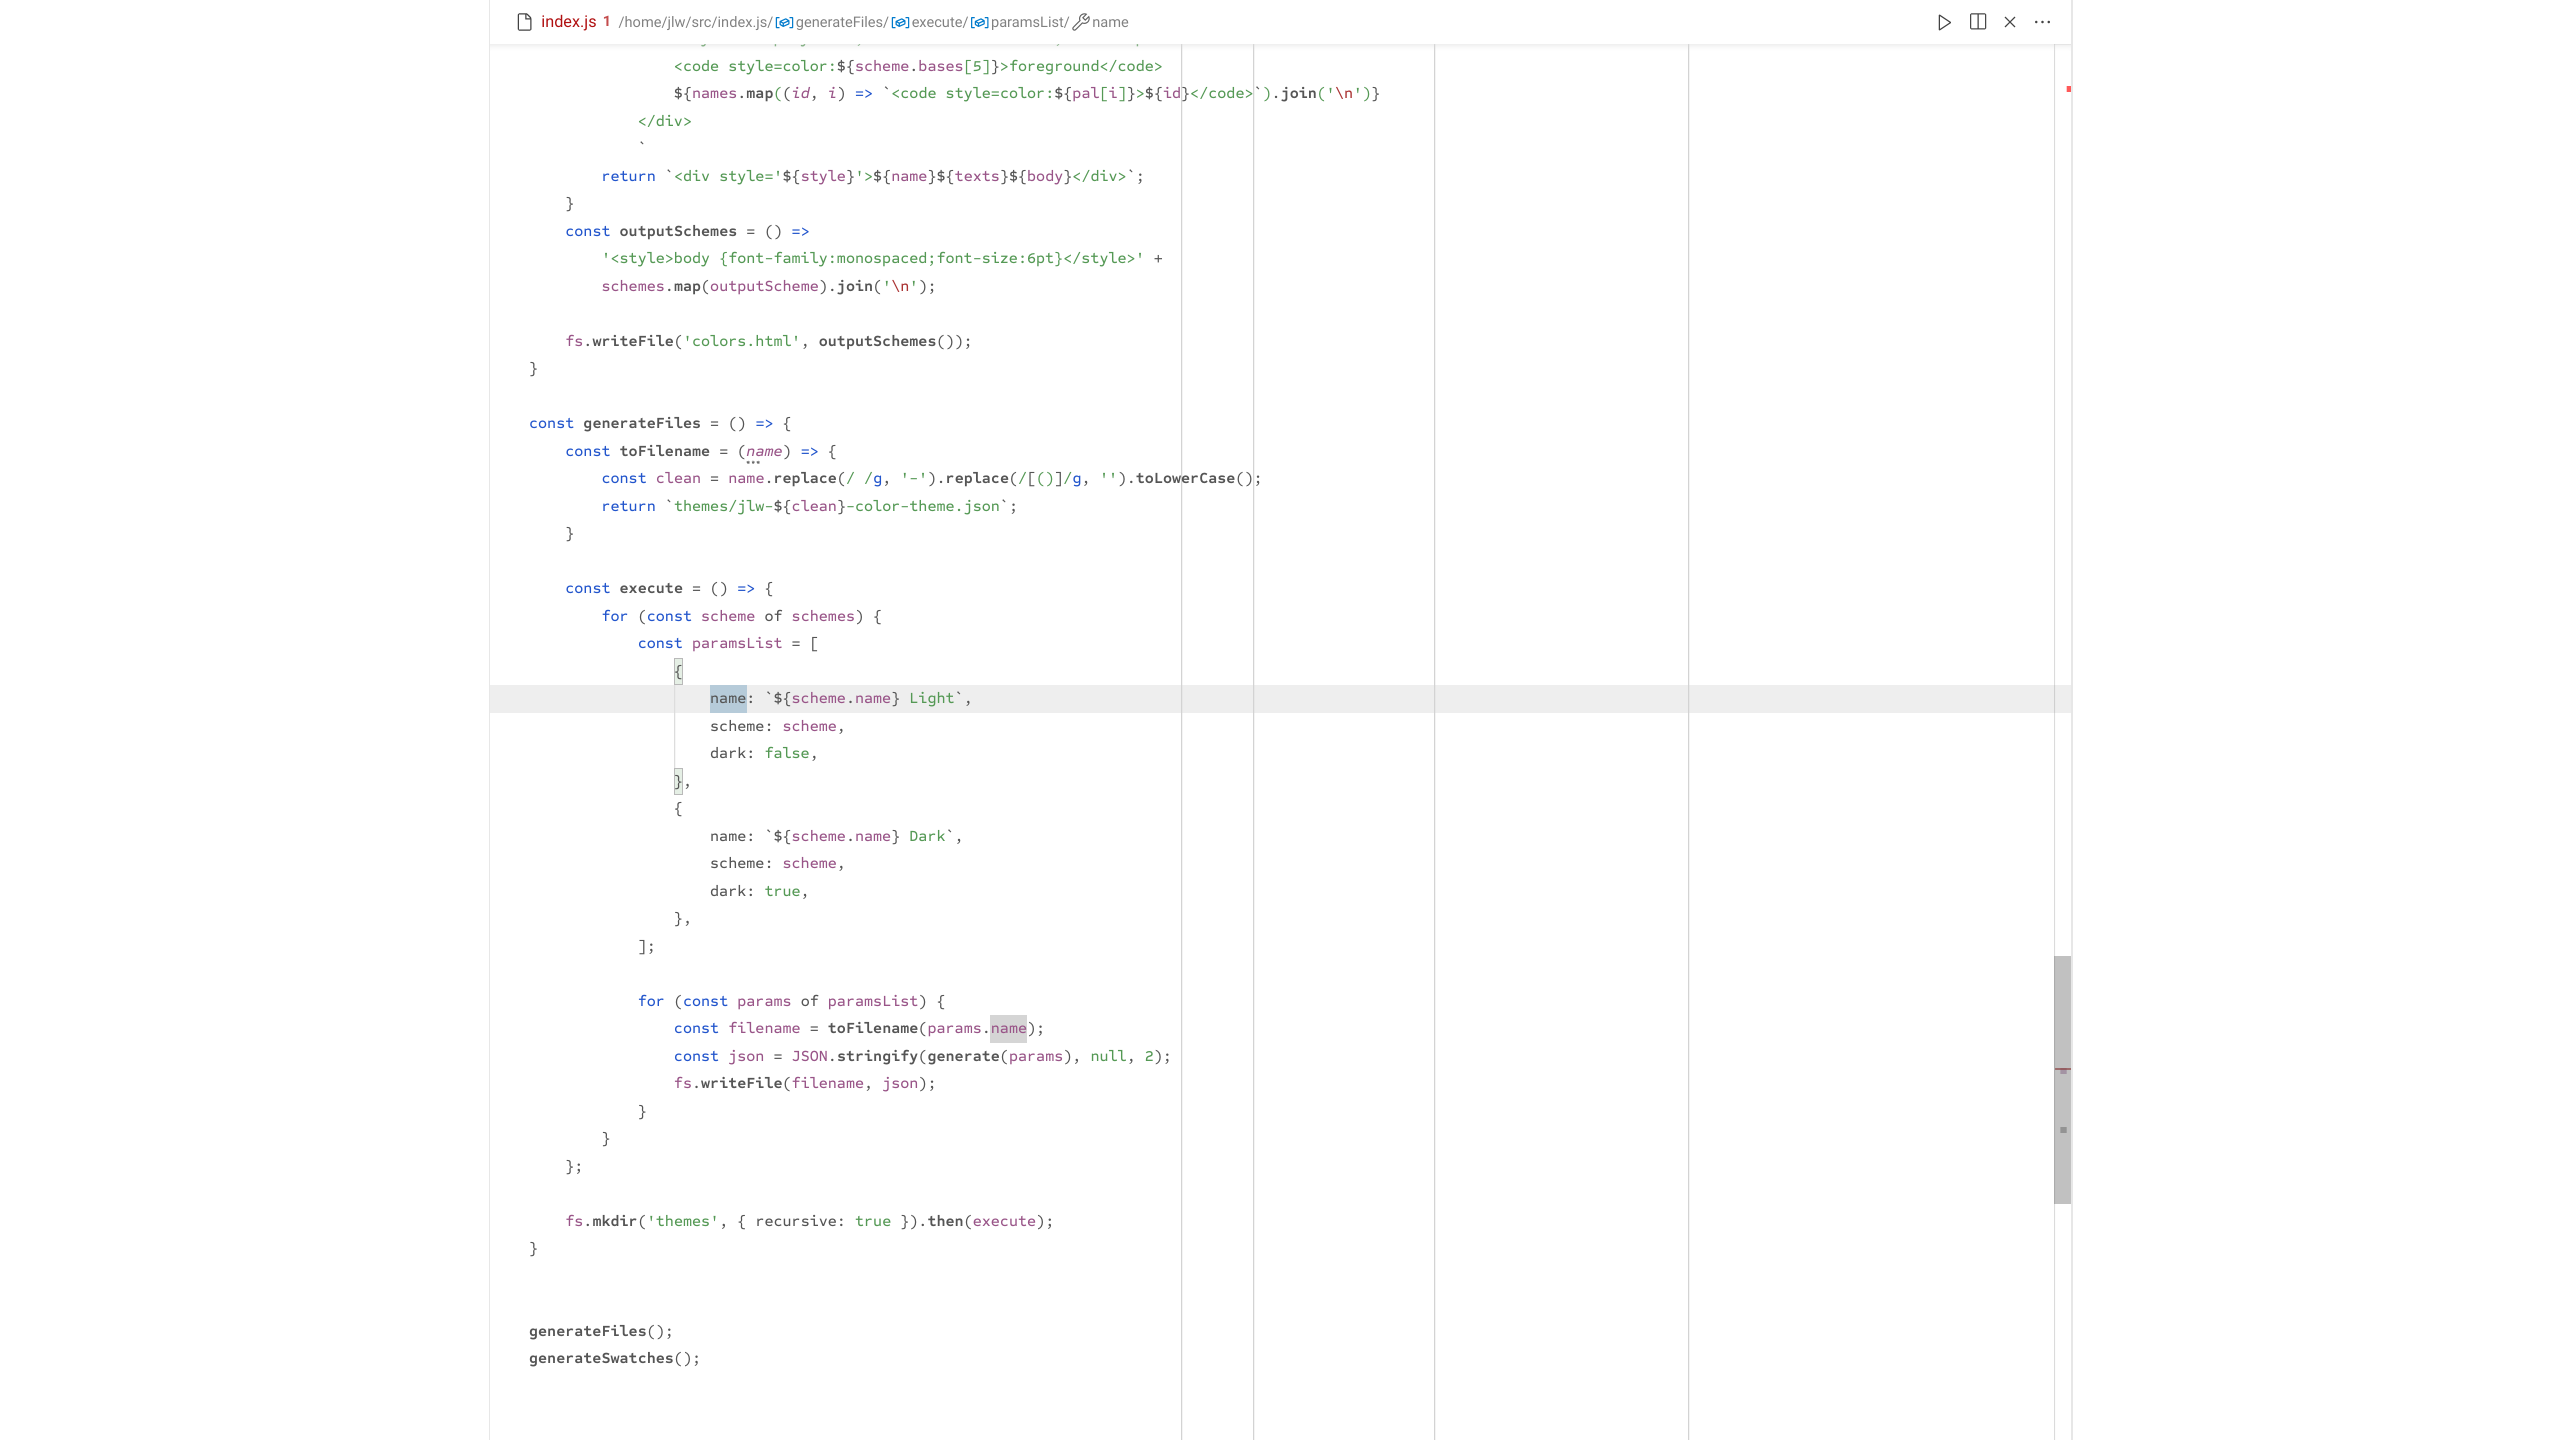 index.js 1 /home/jlw/src/index.js/generateFiles/execute/paramsList/name
<code style=color:${scheme.bases[5]}>foreground</code>
${names.map((id, i) => `<code style=color:${pal[i]}>${id}</code>`).join('\n')}
</div>
`
return `<div style='${style}'>${name}${texts}${body}</div>`;
}
const outputSchemes = () =>
'<style>body {font-family:monospaced;font-size:6pt}</style>' +
schemes.map(outputScheme).join('\n');
fs.writeFile('colors.html', outputSchemes());
}
const generateFiles = () => {
const toFilename = (name) => {
const clean = name.replace(/ /g, '-').replace(/[()]/g, '').toLowerCase();
return `themes/jlw-${clean}-color-theme.json`;
}
const execute = () => {
for (const scheme of schemes) {
const paramsList = [
{
name: `${scheme.name} Light`,
scheme: scheme,
dark: false,
},
{
name: `${scheme.name} Dark`,
scheme: scheme,
dark: true,
},
];
for (const params of paramsList) {
const filename = toFilename(params.name);
const json = JSON.stringify(generate(params), null, 2);
fs.writeFile(filename, json);
}
}
};
fs.mkdir('themes', { recursive: true }).then(execute);
}
generateFiles();
generateSwatches();